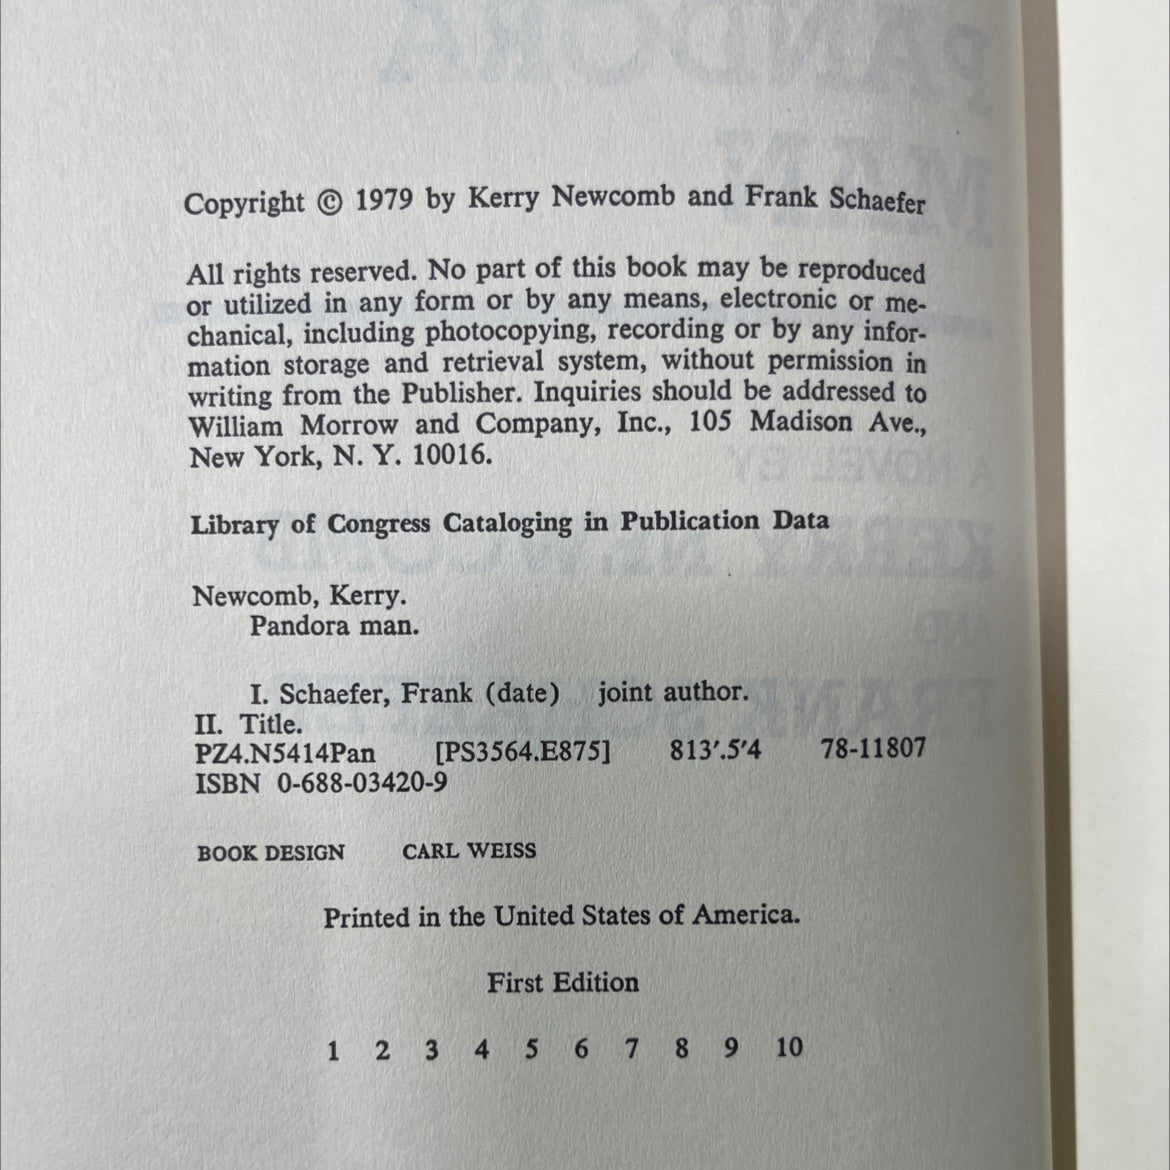 Copyright © 1979 by Kerry Newcomb and Frank Schaefer
All rights reserved. No part of this book may be reproduced
or utilized in any form or by any means, electronic or me-
chanical, including photocopying, recording or by any infor-
mation storage and retrieval system, without permission in
writing from the Publisher. Inquiries should be addressed to
William Morrow and Company, Inc., 105 Madison Ave.,
New York, N. Y. 10016.
Library of Congress Cataloging in Publication Data
Newcomb, Kerry.
Pandora man.
I. Schaefer, Frank (date) joint author.
II. Title.
PZ4.N5414Pan [PS3564.E875] 813'.5'4 78-11807
ISBN 0-688-03420-9
BOOK DESIGN CARL WEISS
Printed in the United States of America.
First Edition
1 2 3 4 5 6 7 8 9 10